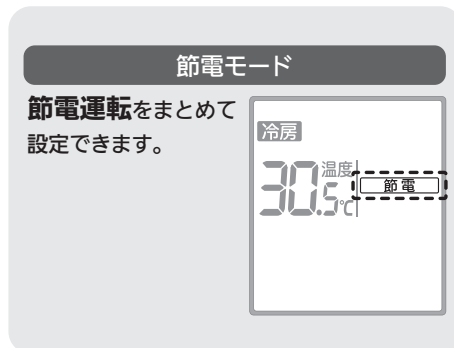 節電モード
節電運転をまとめて
設定できます。
冷房
温度
30.5℃
節電